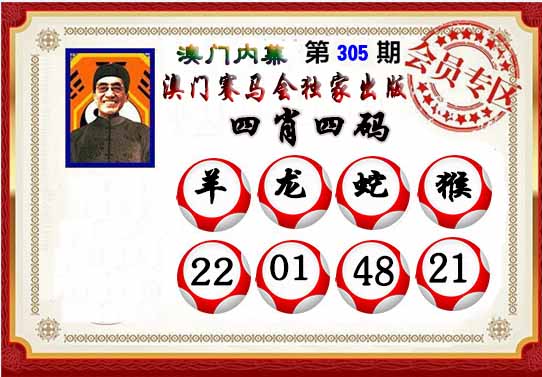 澳门内幕 第305期
会员专区
澳门赛马会独家出版
四肖四码
羊 龙 蛇 猴
22 01 48 21